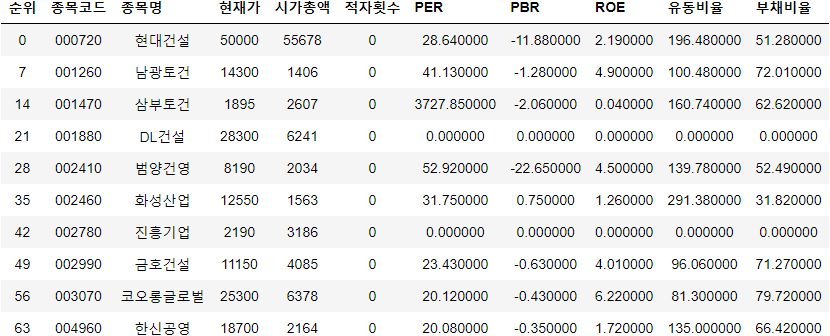 순위 종목코드 종목명 현재가 시가총액 적자횟수 PER PBR ROE 유동비율 부채비율
0 000720 현대건설 50000 55678 0 28.640000 -11.880000 2.190000 196.480000 51.280000
7 001260 남광토건 14300 1406 0 41.130000 -1.280000 4.900000 100.480000 72.010000
14 001470 삼부토건 1895 2607 0 3727.850000 -2.060000 0.040000 160.740000 62.620000
21 001880 DL건설 28300 6241 0 0.000000 0.000000 0.000000 0.000000 0.000000
28 002410 범양건영 8190 2034 0 52.920000 -22.650000 4.500000 139.780000 52.490000
35 002460 화성산업 12550 1563 0 31.750000 0.750000 1.260000 291.380000 31.820000
42 002780 진흥기업 2190 3186 0 0.000000 0.000000 0.000000 0.000000 0.000000
49 002990 금호건설 11150 4085 0 23.430000 -0.630000 4.010000 96.060000 71.270000
56 003070 코오롱글로벌 25300 6378 0 20.120000 -0.430000 6.220000 81.300000 79.720000
63 004960 한신공영 18700 2164 0 20.080000 -0.350000 1.720000 135.000000 66.420000